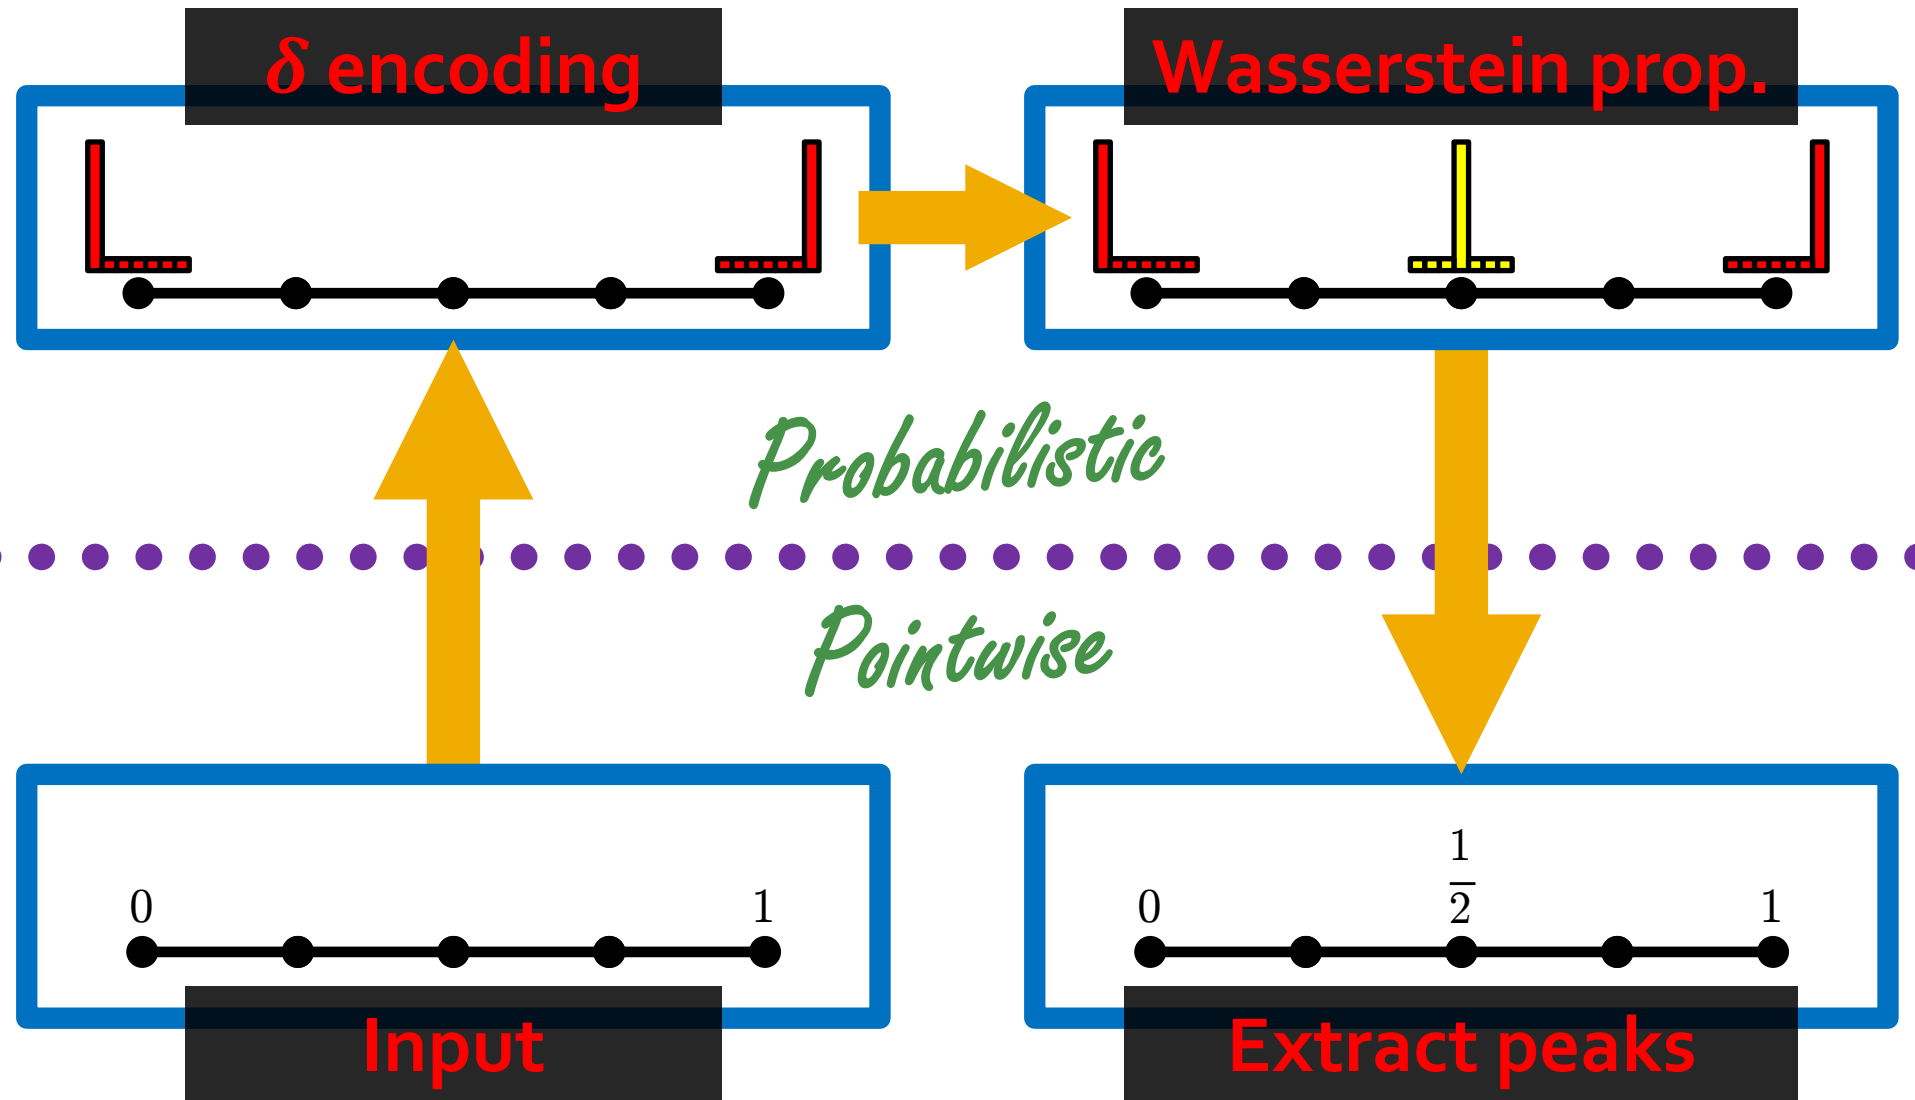 δ encoding
Wasserstein prop.
Probabilistic
Pointwise
0 1
Input
0 1/2 1
Extract peaks